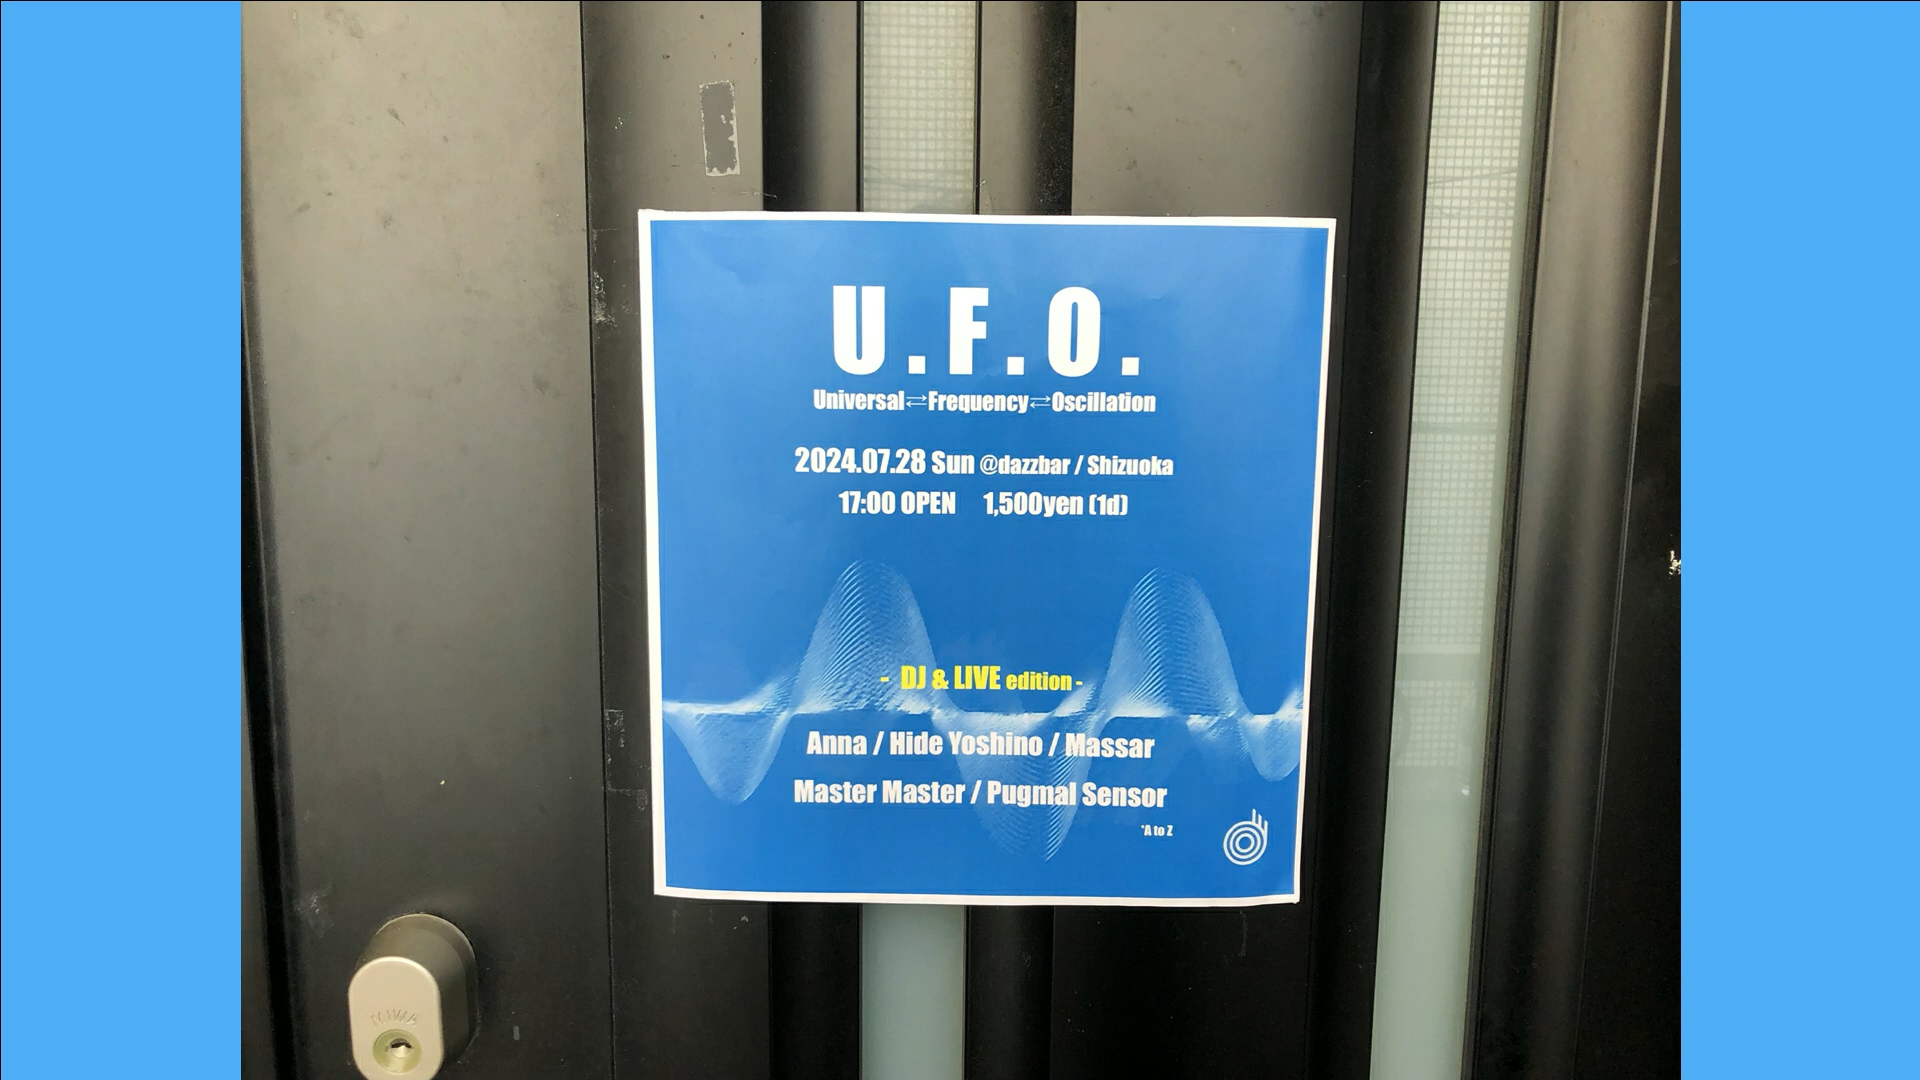 U.F.O.
Universal⇄Frequency⇄Oscillation
2024.07.28 Sun @dazzbar / Shizuoka
17:00 OPEN 1,500yen (1d)
- DJ & LIVE edition -
Anna / Hide Yoshino / Massar
Master Master / Pugmal Sensor
*A to Z
MIWA